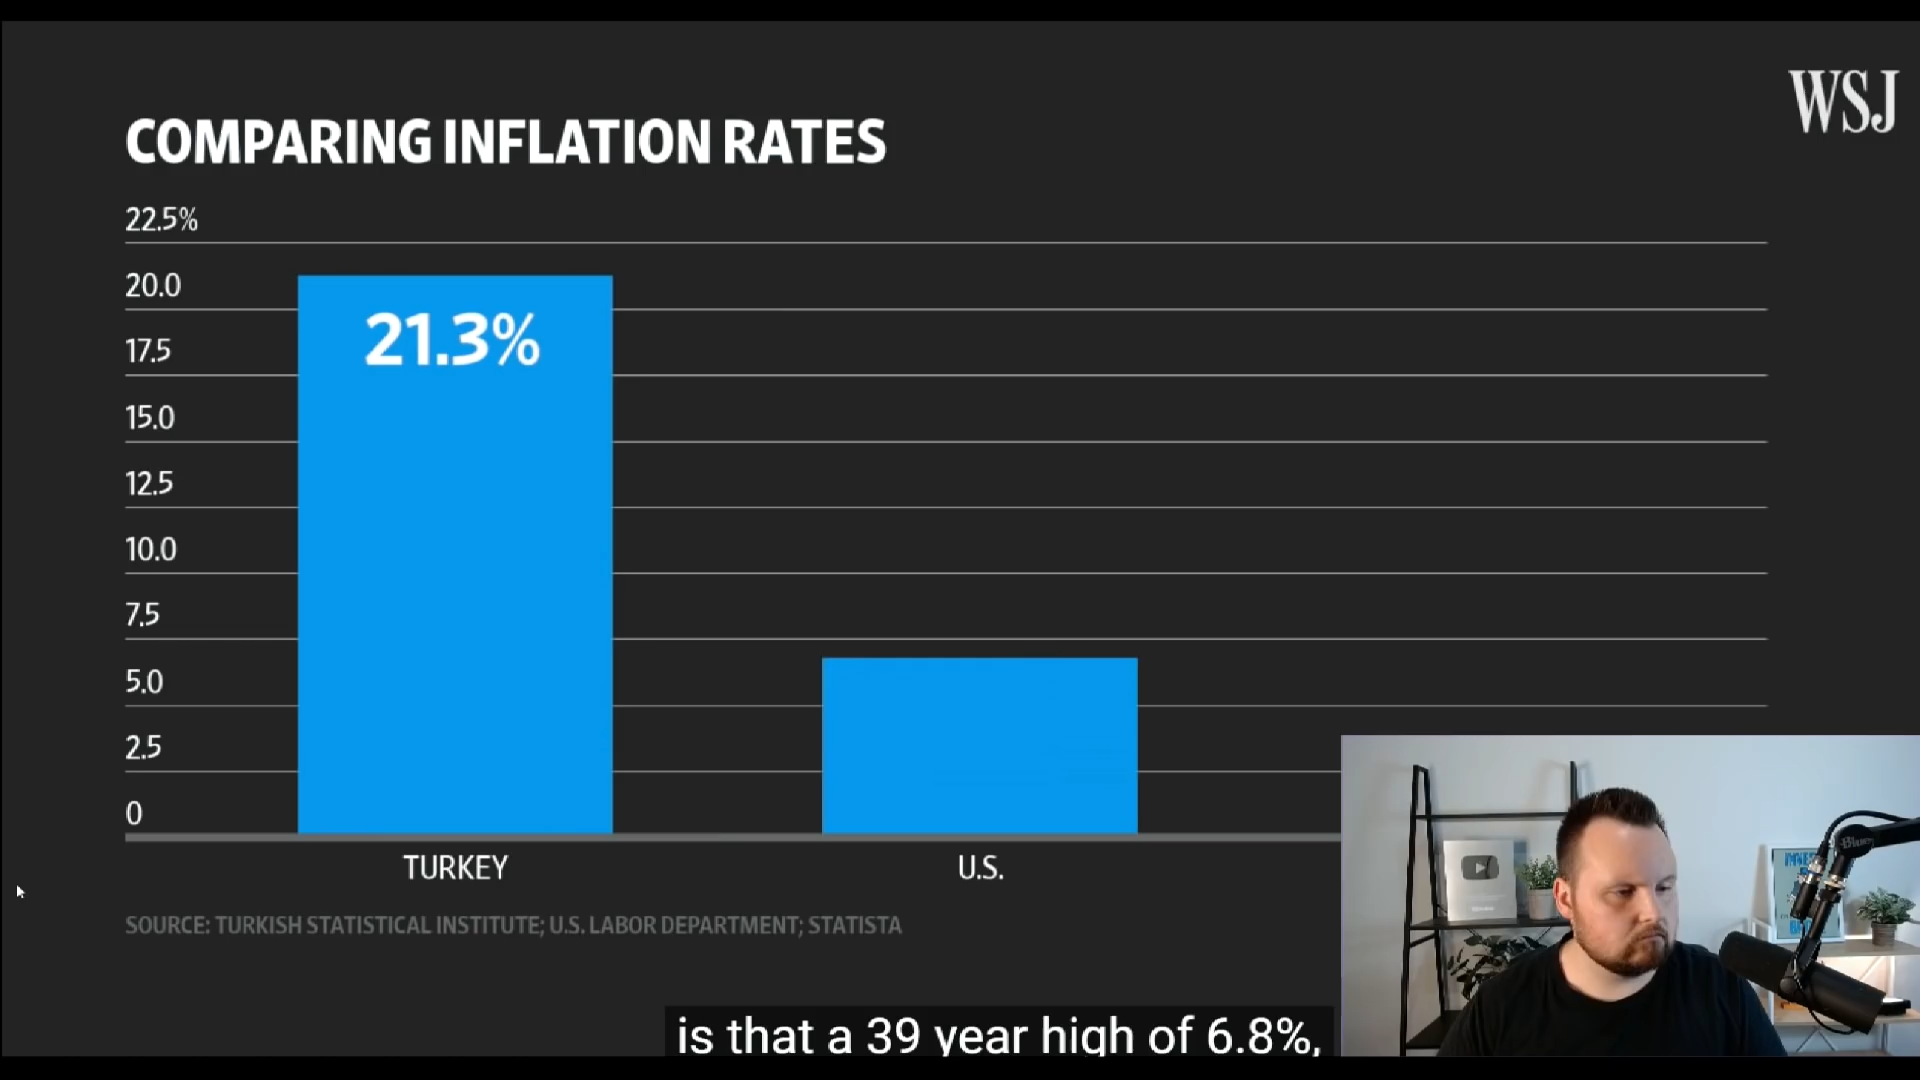 WSJ
COMPARING INFLATION RATES
22.5%
20.0
21.3%
17.5
15.0
12.5
10.0
7.5
5.0
2.5
0
TURKEY
U.S.
SOURCE: TURKISH STATISTICAL INSTITUTE; U.S. LABOR DEPARTMENT; STATISTA
is that a 39 year high of 6.8%,